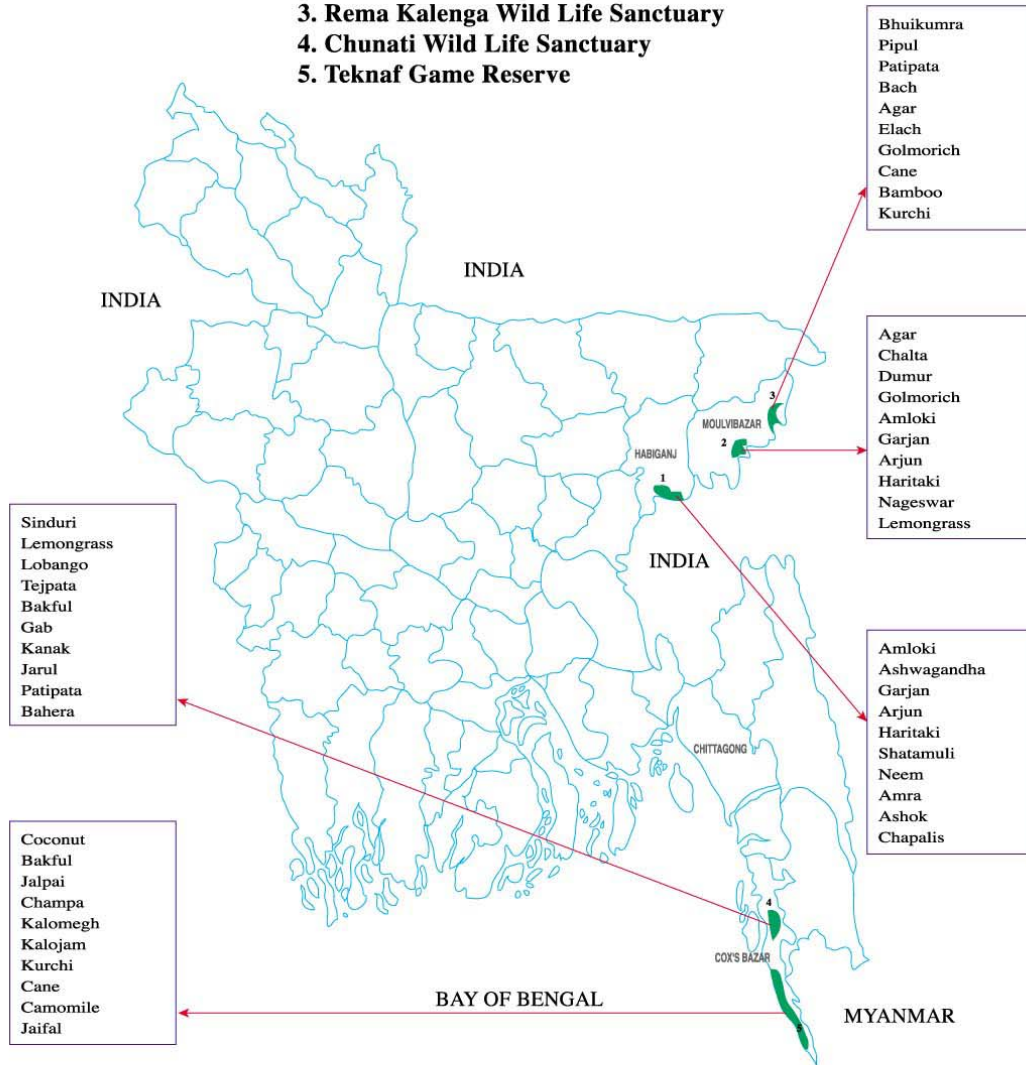 3. Rema Kalenga Wild Life Sanctuary
4. Chunati Wild Life Sanctuary
5. Teknaf Game Reserve
Bhuikumra
Pipul
Patipata
Bach
Agar
Elach
Golmorich
Cane
Bamboo
Kurchi
INDIA
INDIA
Agar
Chalta
Dumur
Golmorich
Amloki
Garjan
Arjun
Haritaki
Nageswar
Lemongrass
3
MOULVIBAZAR
2
HABIGANJ
1
INDIA
Sinduri
Lemongrass
Lobango
Tejpata
Bakful
Gab
Kanak
Jarul
Patipata
Bahera
Amloki
Ashwagandha
Garjan
Arjun
Haritaki
Shatamuli
Neem
Amra
Ashok
Chapalis
CHITTAGONG
Coconut
Bakful
Jalpai
Champa
Kalomegh
Kalojam
Kurchi
Cane
Camomile
Jaifal
4
COX'S BAZAR
BAY OF BENGAL
MYANMAR
5